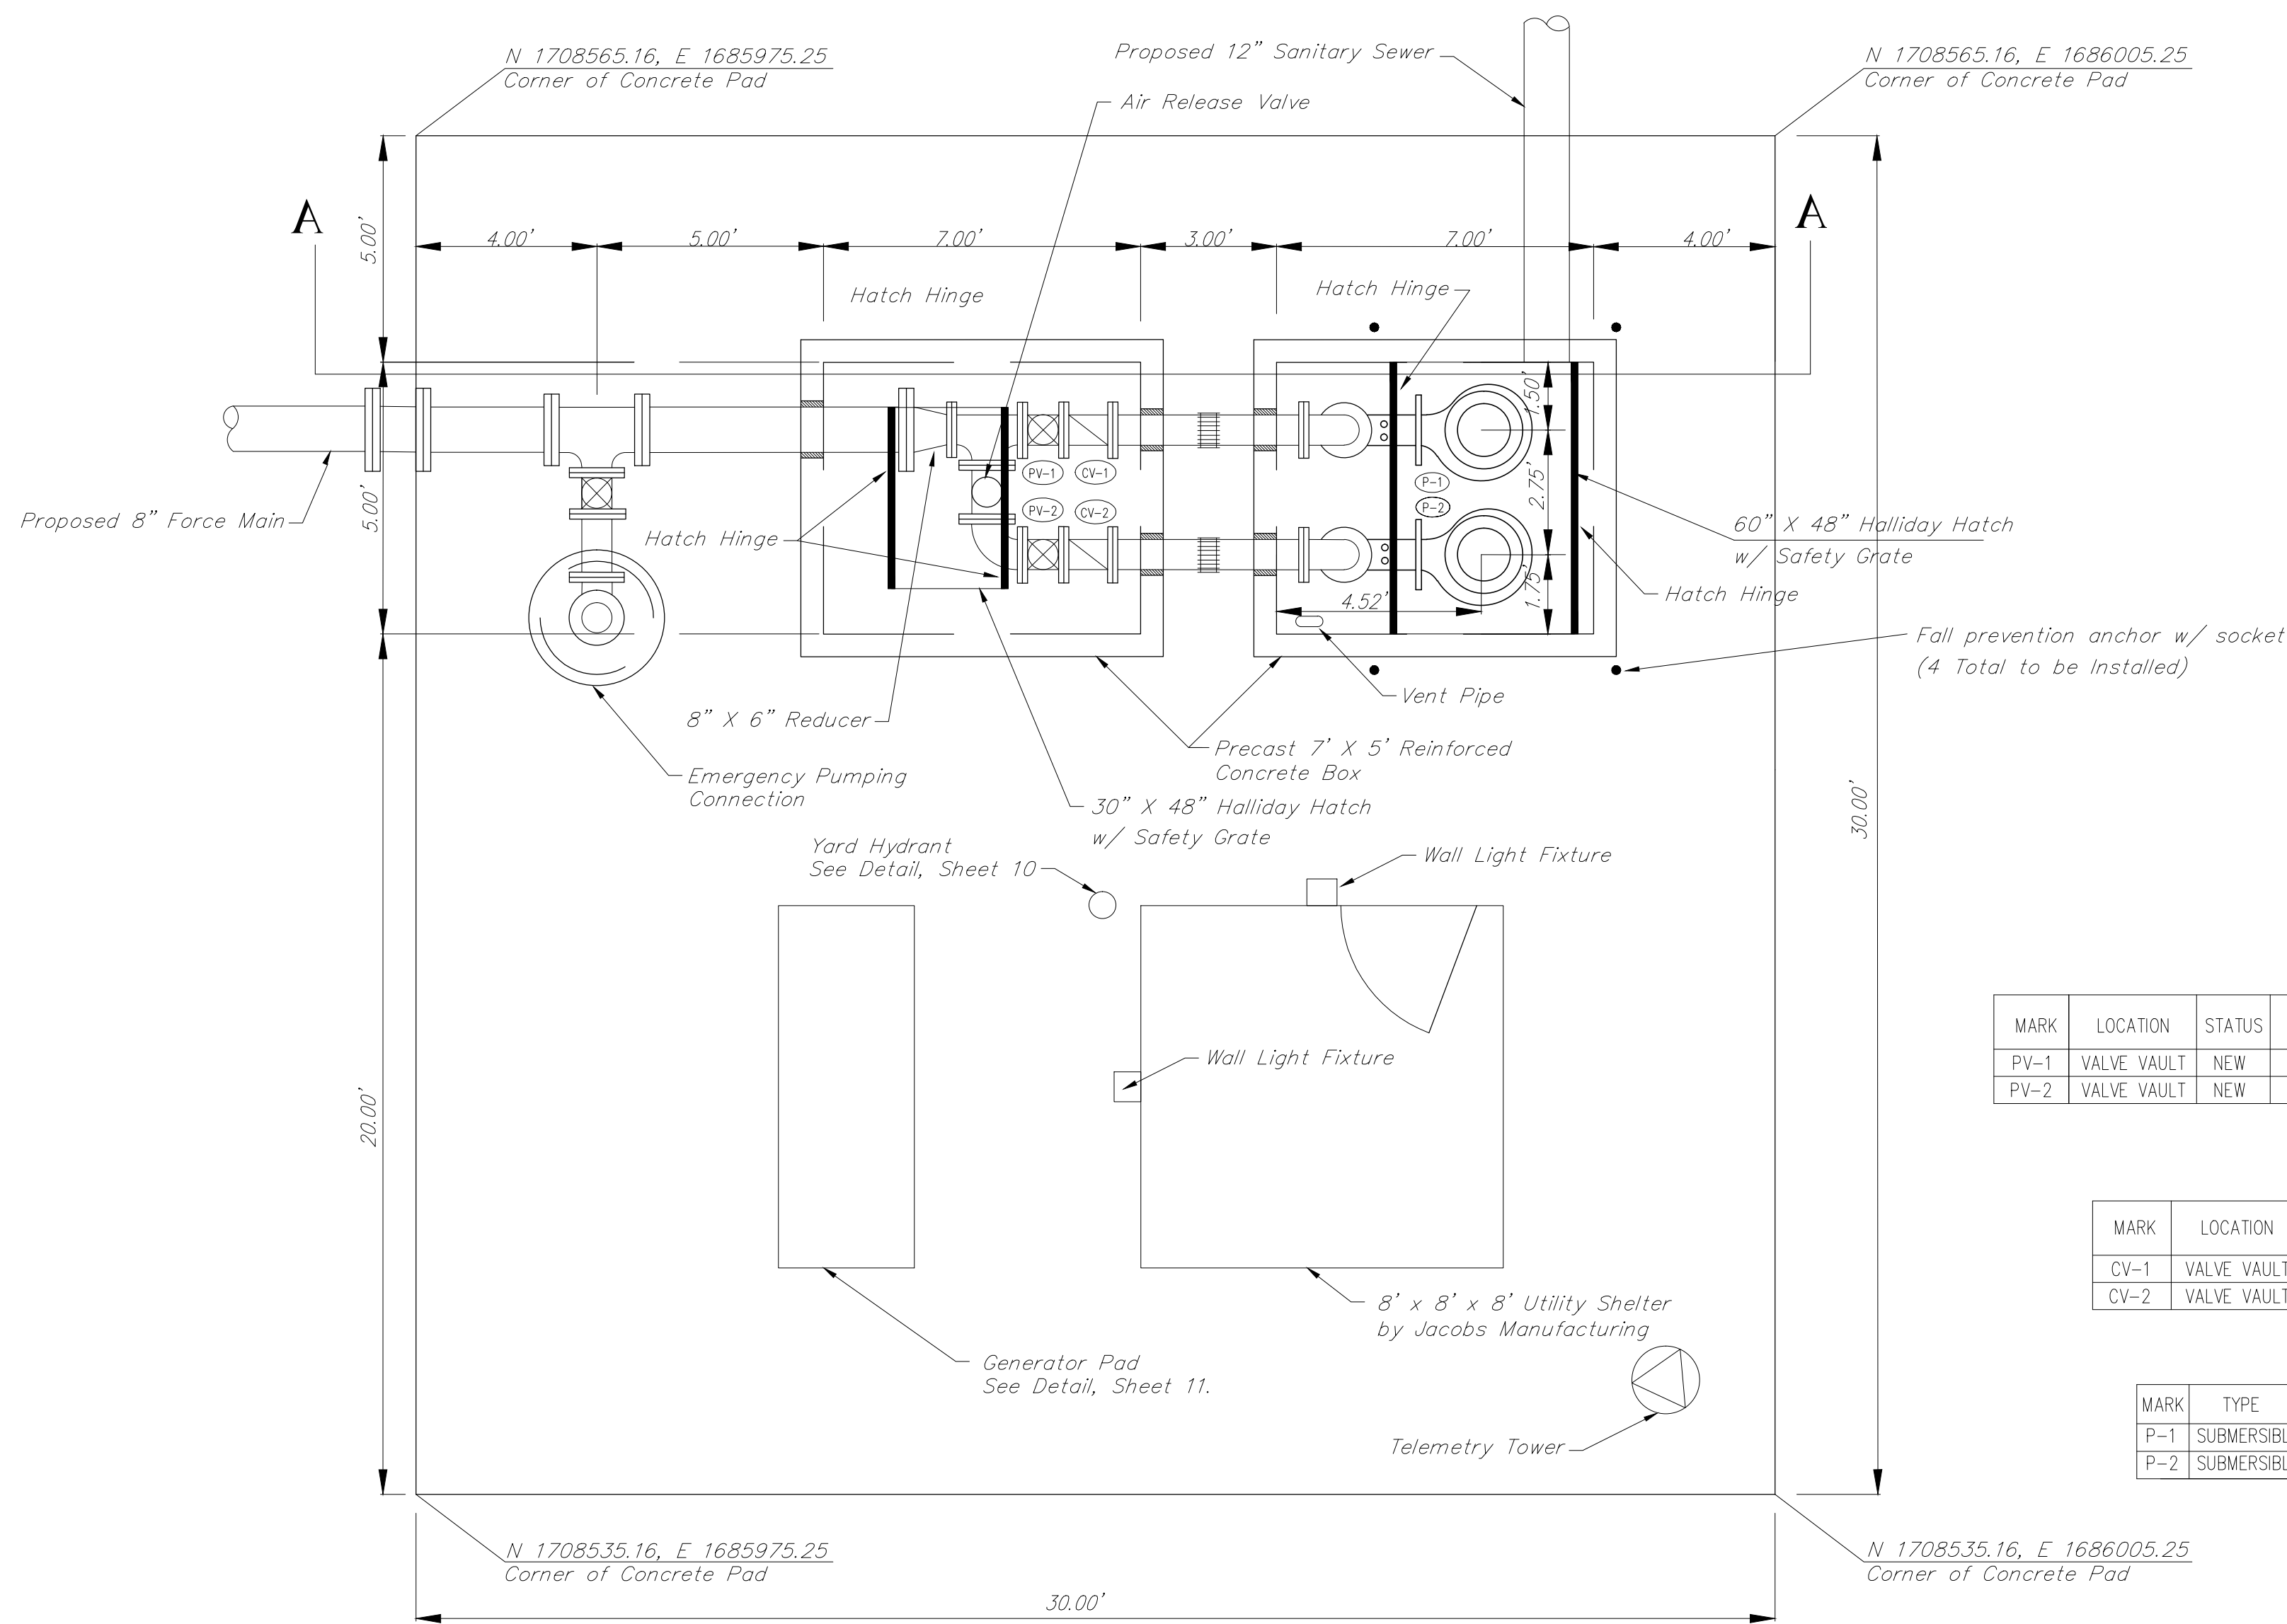 N 1708565.16, E 1685975.25
Corner of Concrete Pad
Proposed 12" Sanitary Sewer
Air Release Valve
N 1708565.16, E 1686005.25
Corner of Concrete Pad
A
A
5.00'
4.00'
5.00'
7.00'
3.00'
7.00'
4.00'
Hatch Hinge
Hatch Hinge
1.50'
2.75'
1.75'
4.52'
PV-1
CV-1
PV-2
CV-2
P-1
P-2
Proposed 8" Force Main
5.00'
Hatch Hinge
60" X 48" Halliday Hatch
w/ Safety Grate
Hatch Hinge
Fall prevention anchor w/ socket
(4 Total to be Installed)
Vent Pipe
8" X 6" Reducer
Precast 7' X 5' Reinforced
Concrete Box
Emergency Pumping
Connection
30" X 48" Halliday Hatch
w/ Safety Grate
30.00'
Yard Hydrant
See Detail, Sheet 10
Wall Light Fixture
Wall Light Fixture
20.00'
8' x 8' x 8' Utility Shelter
by Jacobs Manufacturing
Generator Pad
See Detail, Sheet 11.
Telemetry Tower
MARK LOCATION STATUS
PV-1 VALVE VAULT NEW
PV-2 VALVE VAULT NEW
MARK LOCATION
CV-1 VALVE VAULT
CV-2 VALVE VAULT
MARK TYPE
P-1 SUBMERSIBL
P-2 SUBMERSIBL
N 1708535.16, E 1685975.25
Corner of Concrete Pad
N 1708535.16, E 1686005.25
Corner of Concrete Pad
30.00'